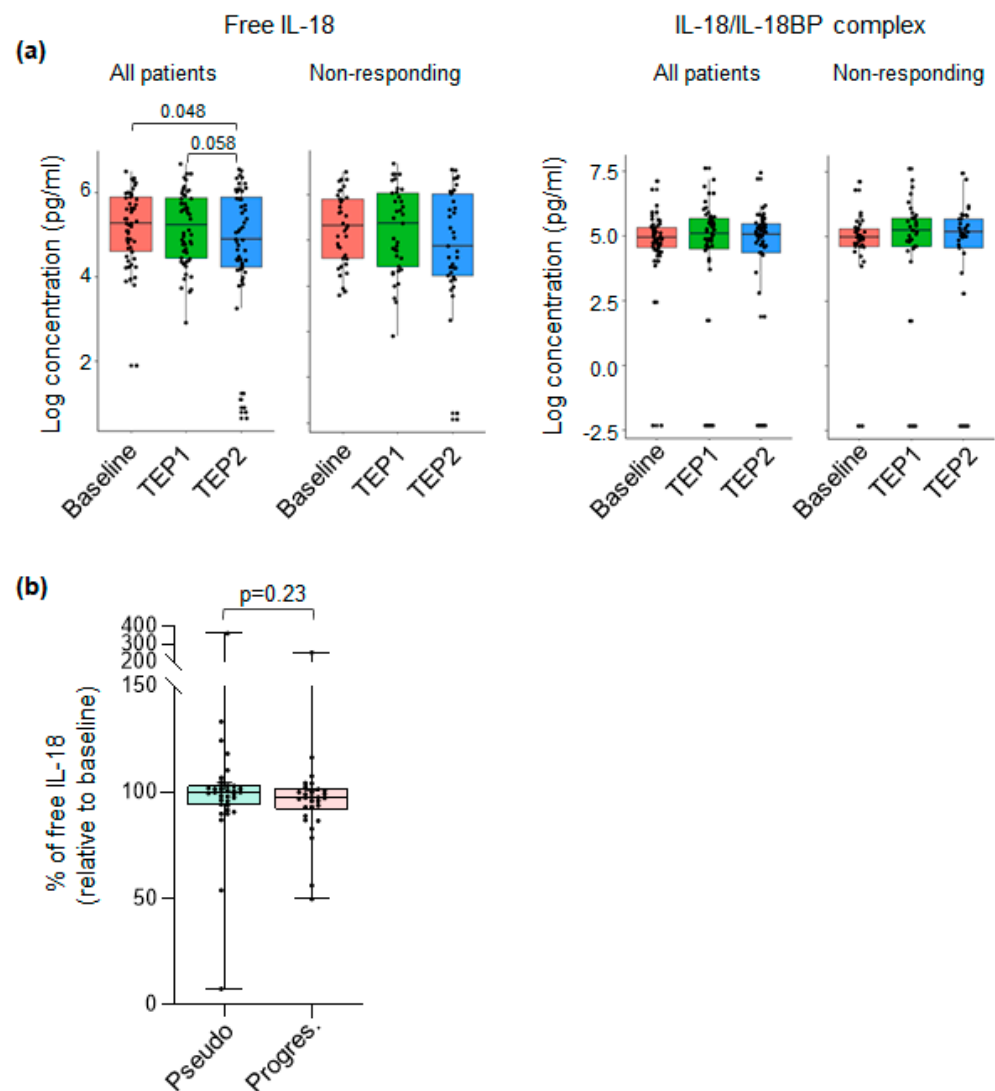 Free IL-18
IL-18/IL-18BP complex
(a)
All patients
Non-responding
All patients
Non-responding
0.048
0.058
Log concentration (pg/ml)
6
4
2
Baseline
TEP1
TEP2
Baseline
TEP1
TEP2
Log concentration (pg/ml)
7.5
5.0
2.5
0.0
-2.5
Baseline
TEP1
TEP2
Baseline
TEP1
TEP2
(b)
p=0.23
% of free IL-18
(relative to baseline)
400
300
200
150
100
50
0
Pseudo
Progres.